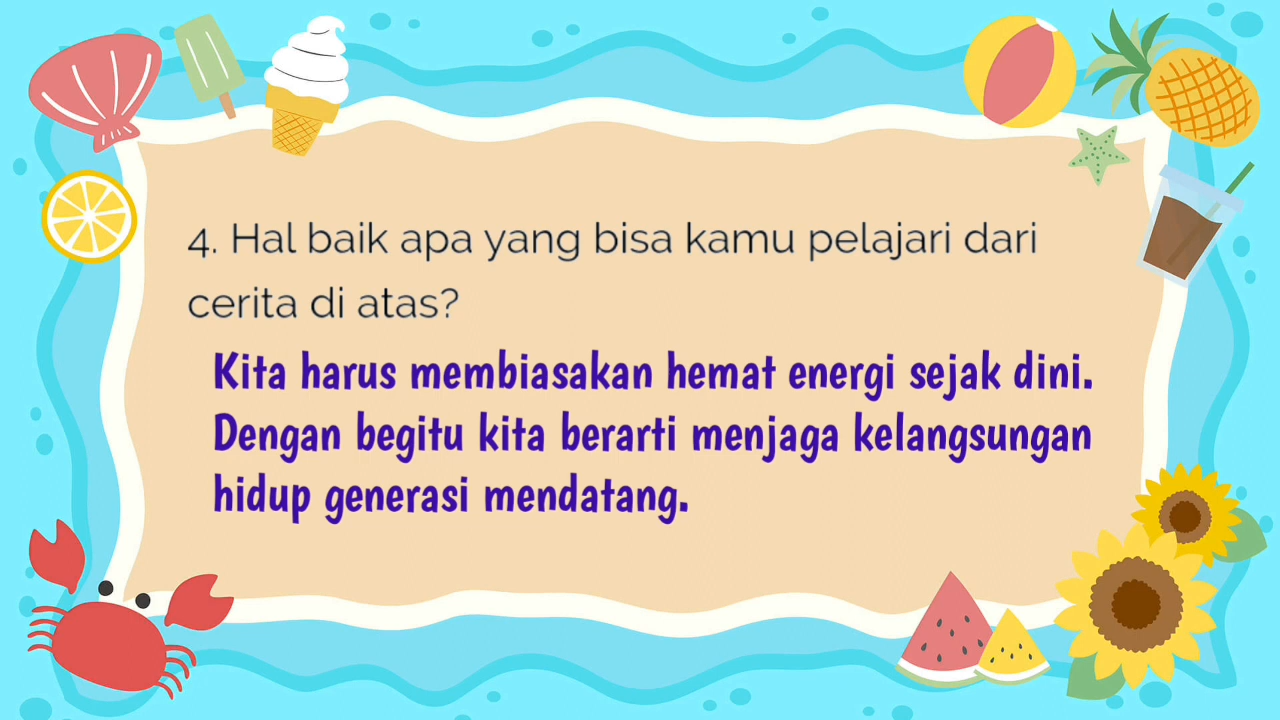 4. Hal baik apa yang bisa kamu pelajari dari
cerita di atas?
Kita harus membiasakan hemat energi sejak dini.
Dengan begitu kita berarti menjaga kelangsungan
hidup generasi mendatang.